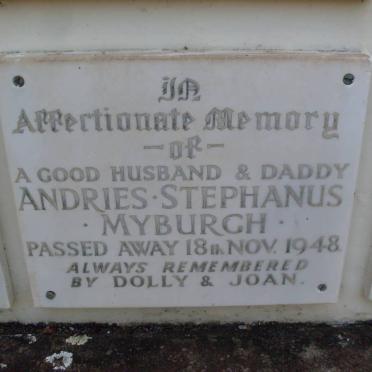 In
Affectionate Memory
— of —
A GOOD HUSBAND & DADDY
ANDRIES · STEPHANUS
· MYBURGH ·
PASSED AWAY 18th NOV. 1948.
ALWAYS REMEMBERED
BY DOLLY & JOAN.